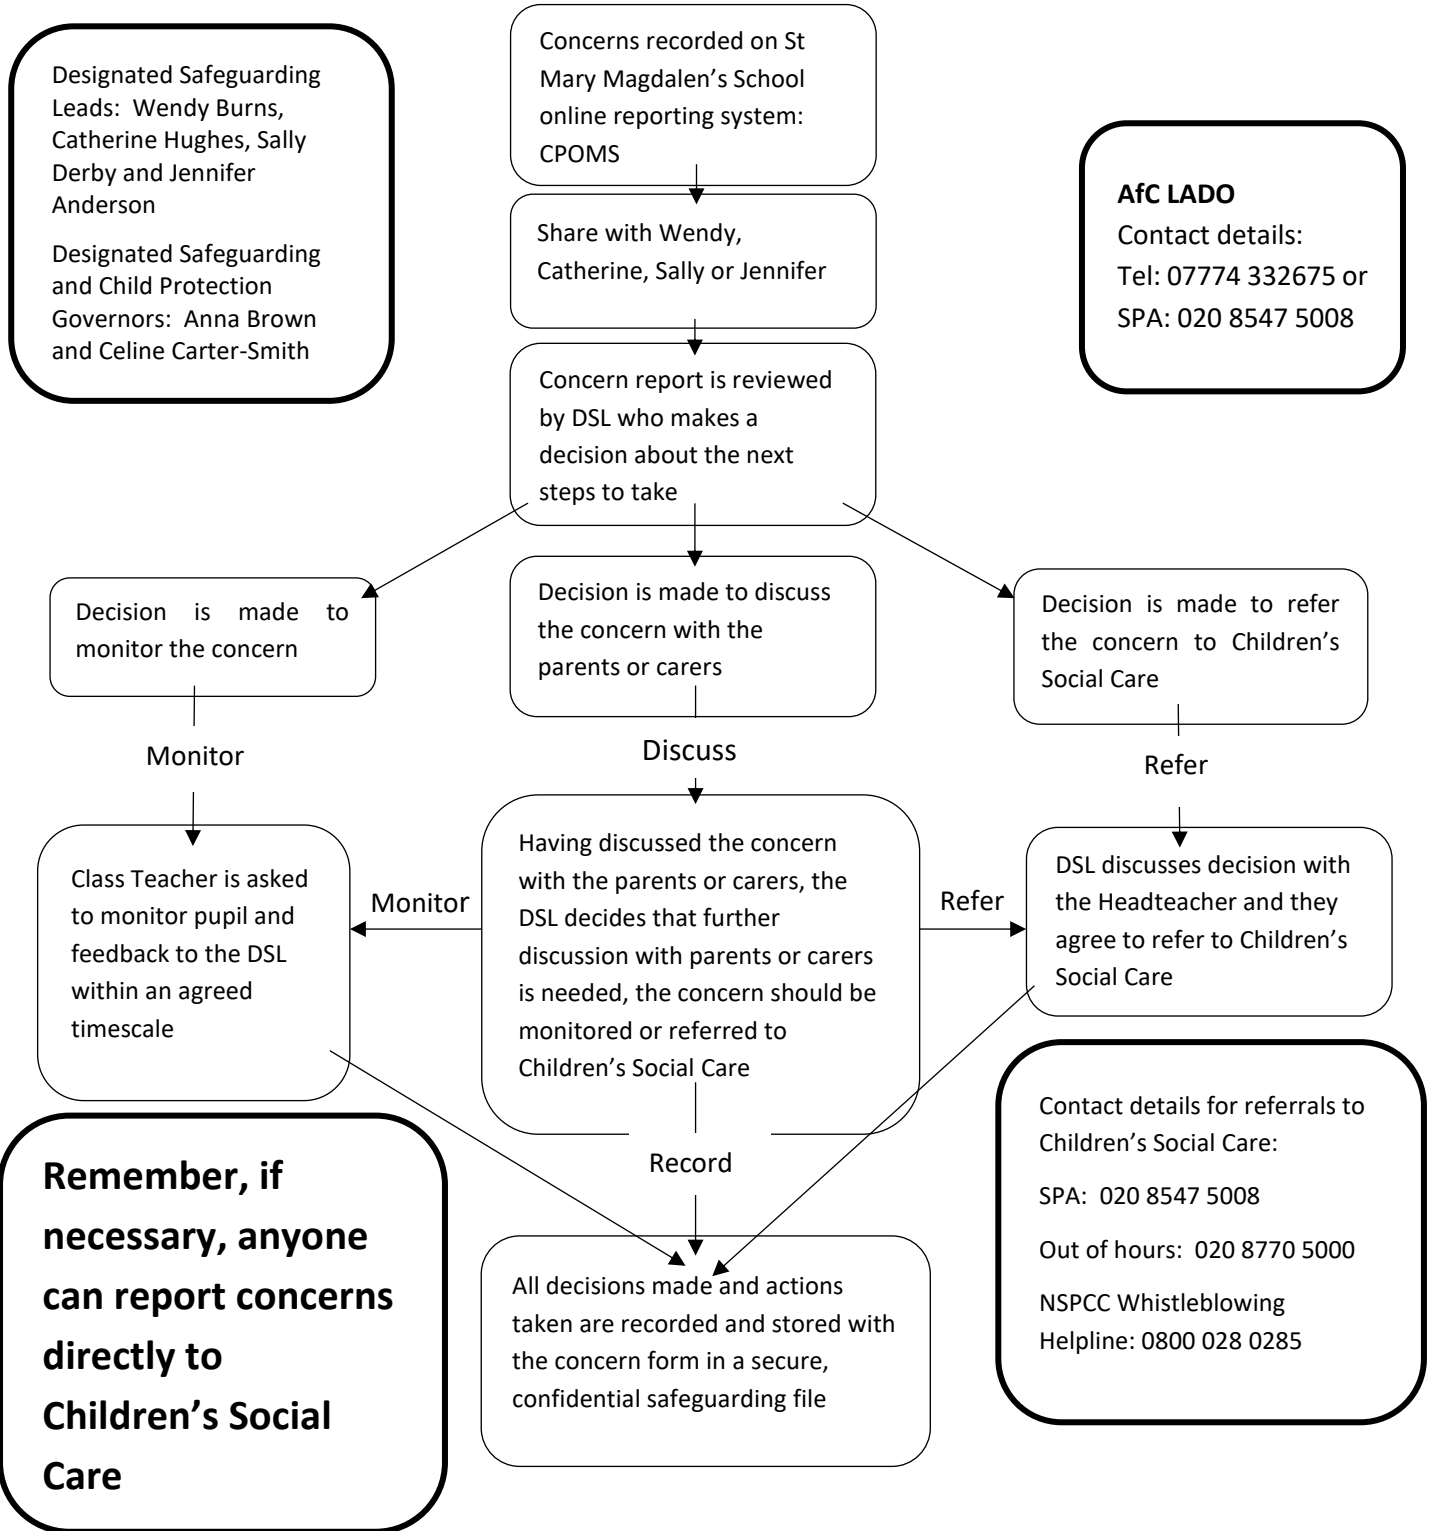 Designated Safeguarding
Leads: Wendy Burns,
Catherine Hughes, Sally
Derby and Jennifer
Anderson
Designated Safeguarding
and Child Protection
Governors: Anna Brown
and Celine Carter-Smith
Concerns recorded on St
Mary Magdalen’s School
online reporting system:
CPOMS
AfC LADO
Contact details:
Tel: 07774 332675 or
SPA: 020 8547 5008
Share with Wendy,
Catherine, Sally or Jennifer
Concern report is reviewed
by DSL who makes a
decision about the next
steps to take
Decision is made to
monitor the concern
Decision is made to discuss
the concern with the
parents or carers
Decision is made to refer
the concern to Children’s
Social Care
Monitor
Discuss
Refer
Class Teacher is asked
to monitor pupil and
feedback to the DSL
within an agreed
timescale
Monitor
Having discussed the concern
with the parents or carers, the
DSL decides that further
discussion with parents or carers
is needed, the concern should be
monitored or referred to
Children’s Social Care
Refer
DSL discusses decision with
the Headteacher and they
agree to refer to Children’s
Social Care
Remember, if
necessary, anyone
can report concerns
directly to
Children’s Social
Care
Record
Contact details for referrals to
Children’s Social Care:
SPA: 020 8547 5008
Out of hours: 020 8770 5000
NSPCC Whistleblowing
Helpline: 0800 028 0285
All decisions made and actions
taken are recorded and stored with
the concern form in a secure,
confidential safeguarding file